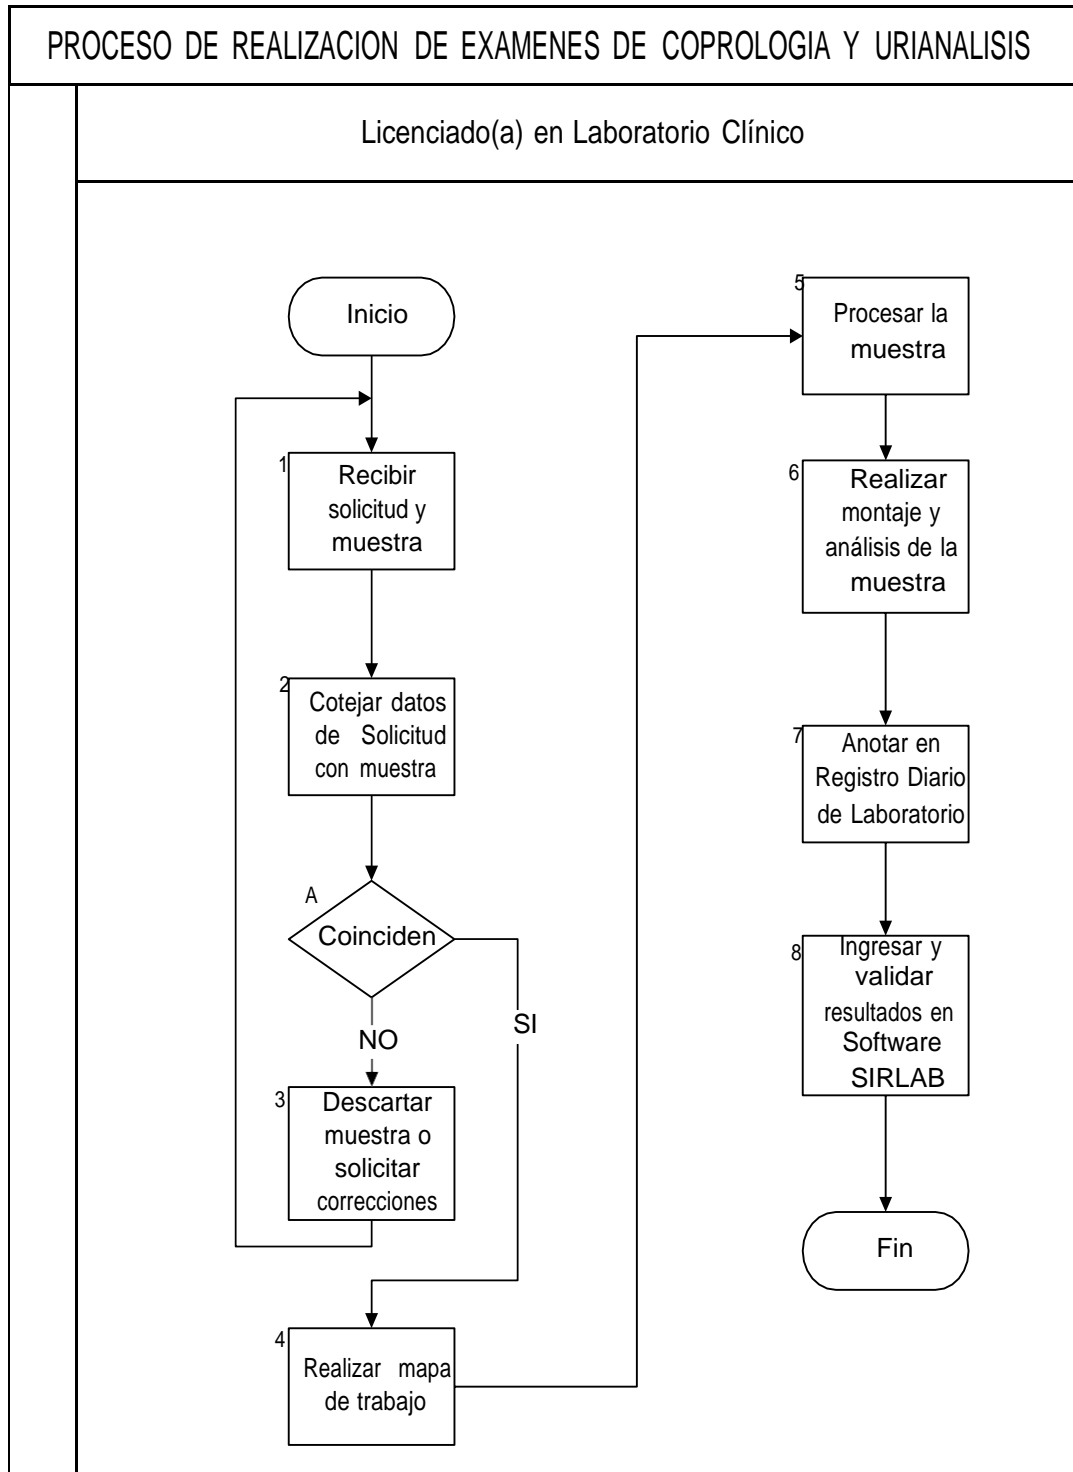 PROCESO DE REALIZACION DE EXAMENES DE COPROLOGIA Y URIANALISIS
Licenciado(a) en Laboratorio Clínico
Inicio
1
Recibir
solicitud y
muestra
2
Cotejar datos
de Solicitud
con muestra
A
Coinciden
SI
NO
3
Descartar
muestra o
solicitar
correcciones
4
Realizar mapa
de trabajo
5
Procesar la
muestra
6
Realizar
montaje y
análisis de la
muestra
7
Anotar en
Registro Diario
de Laboratorio
8
Ingresar y
validar
resultados en
Software
SIRLAB
Fin